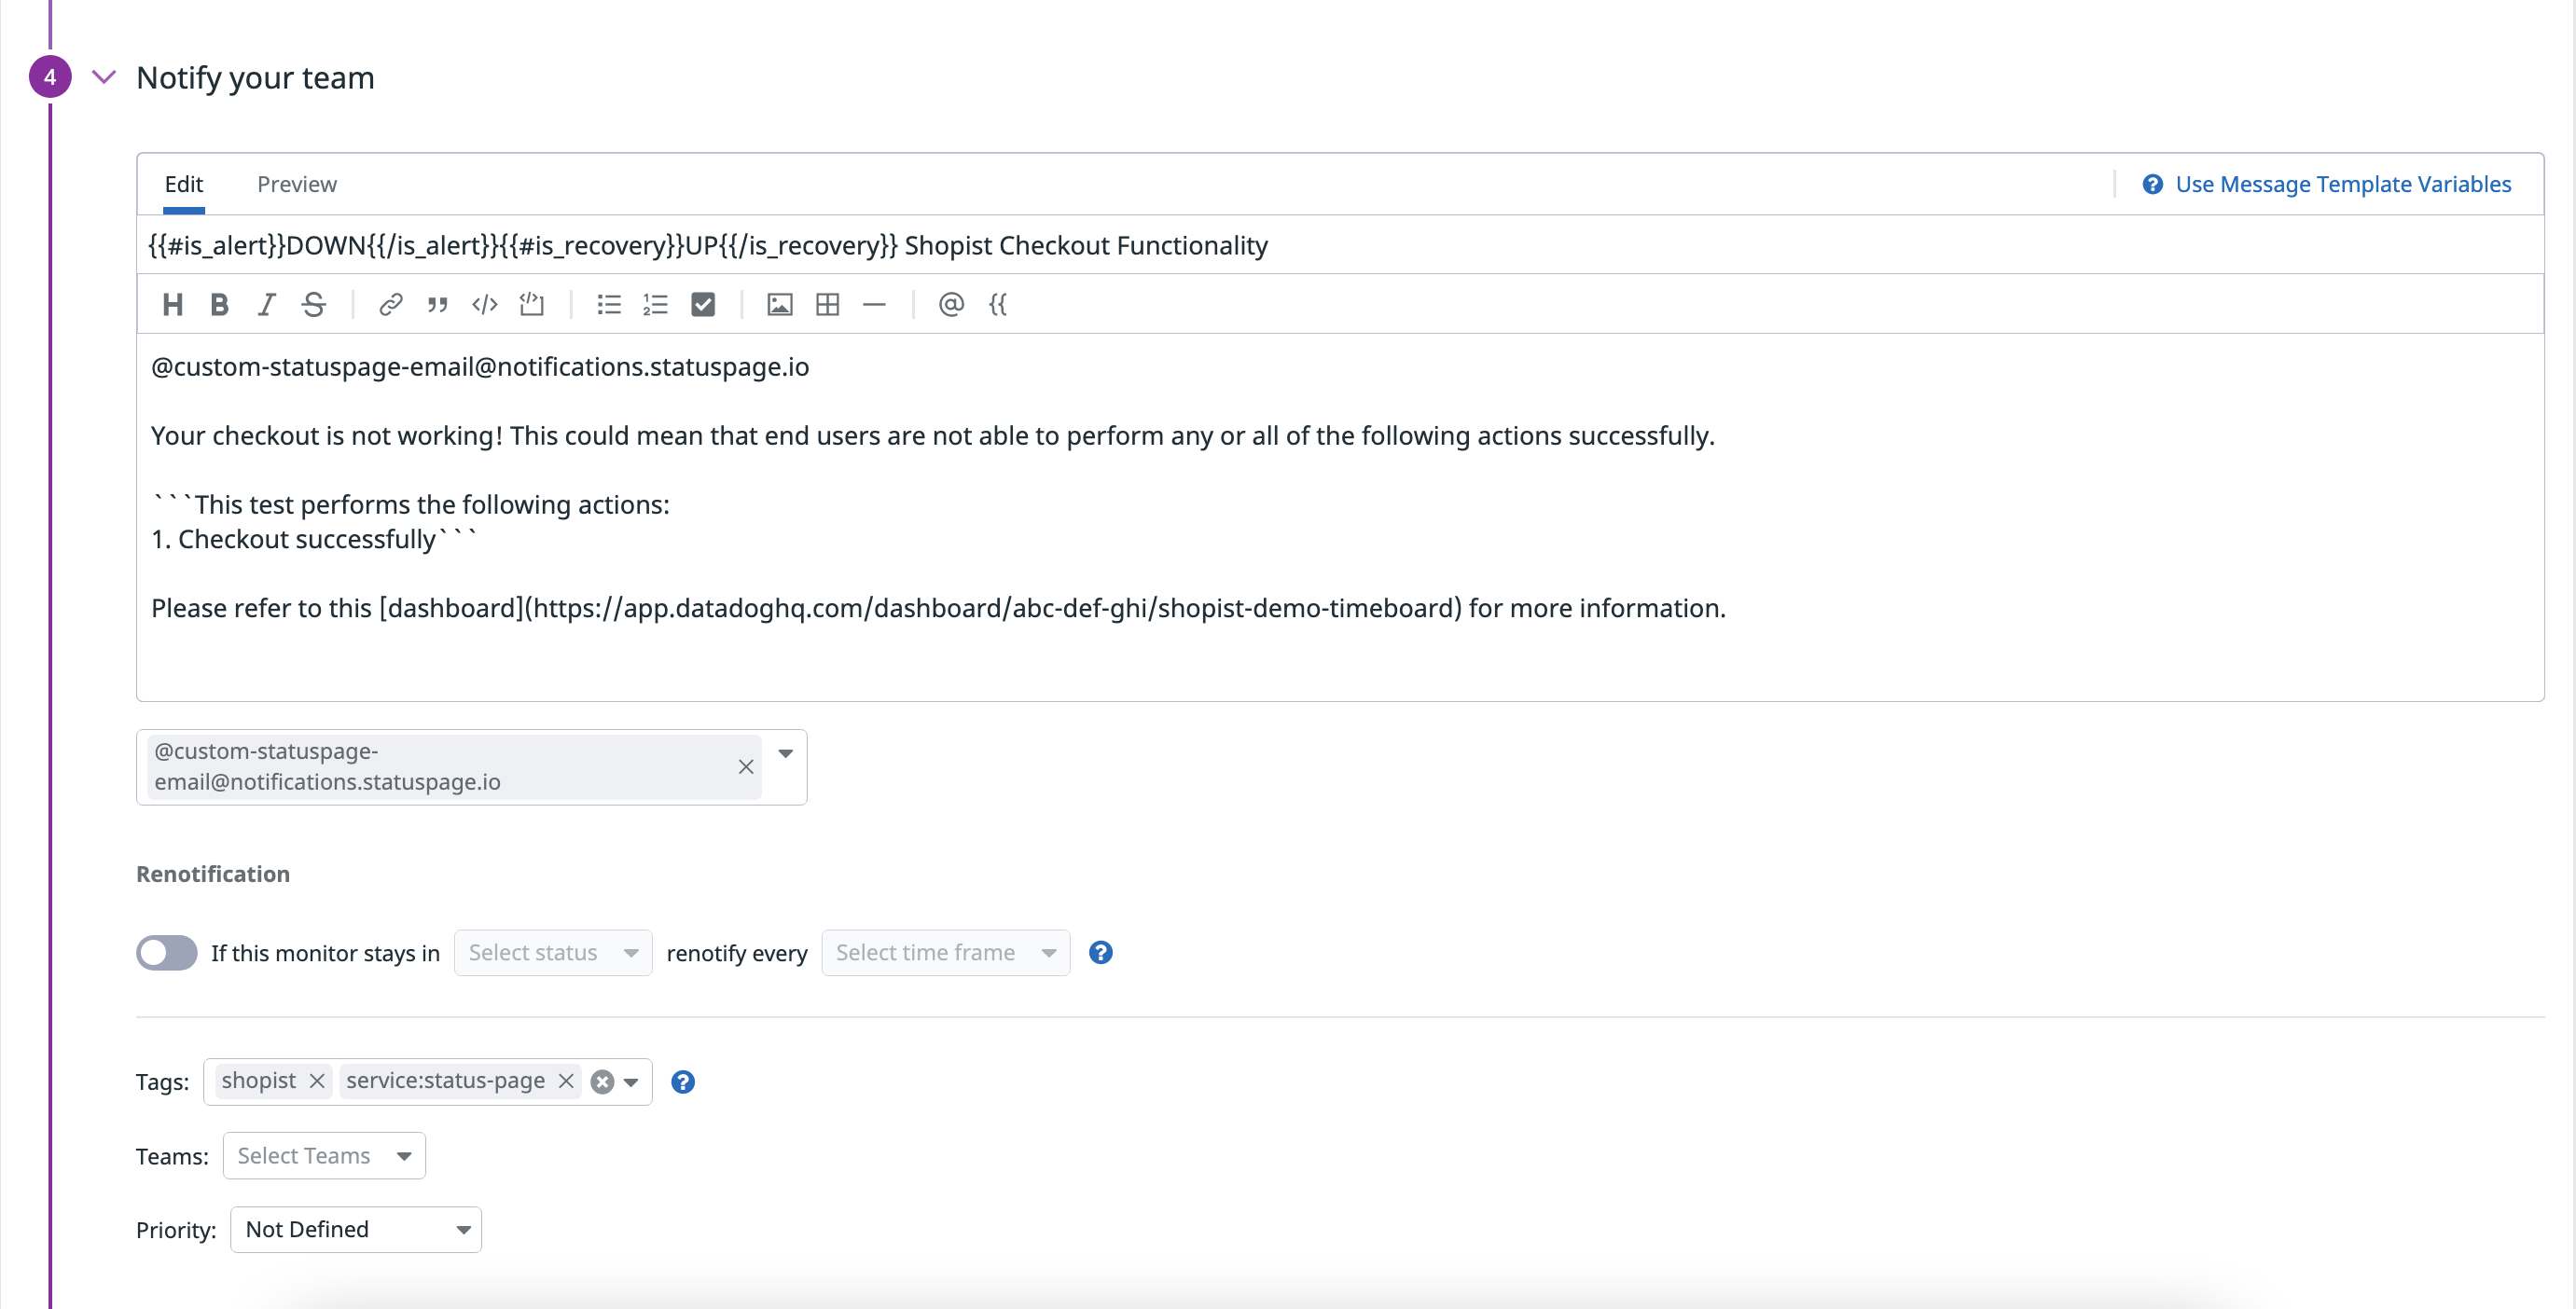 4 Notify your team
Edit Preview ? Use Message Template Variables
{{#is_alert}}DOWN{{/is_alert}}{{#is_recovery}}UP{{/is_recovery}} Shopist Checkout Functionality
H B I S @ {{
@custom-statuspage-email@notifications.statuspage.io
Your checkout is not working! This could mean that end users are not able to perform any or all of the following actions successfully.
```This test performs the following actions:
1. Checkout successfully```
Please refer to this [dashboard](https://app.datadoghq.com/dashboard/abc-def-ghi/shopist-demo-timeboard) for more information.
@custom-statuspage-
email@notifications.statuspage.io
Renotification
If this monitor stays in Select status renotify every Select time frame ?
Tags: shopist service:status-page ?
Teams: Select Teams
Priority: Not Defined